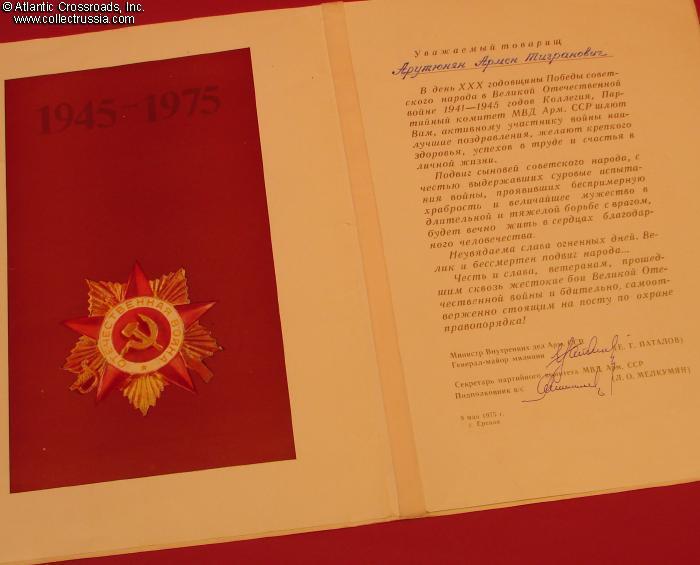 © Atlantic Crossroads, Inc.
www.collectrussia.com
1945-1975
ОТЕЧЕСТВЕННАЯ ВОЙНА
Уважаемый товарищ
Арутюнян Армен Тигранович
В день XXX годовщины Победы совет-
ского народа в Великой Отечественной
войне 1941—1945 годов Коллегия, Пар-
тийный комитет МВД Арм. ССР шлют
Вам, активному участнику войны наи-
лучшие поздравления, желают крепкого
здоровья, успехов в труде и счастья в
личной жизни.
Подвиг сыновей советского народа, с
честью выдержавших суровые испыта-
ния войны, проявивших беспримерную
храбрость и величайшее мужество в
длительной и тяжелой борьбе с врагом,
будет вечно жить в сердцах благодар-
ного человечества.
Неувядаема слава огненных дней. Ве-
лик и бессмертен подвиг народа...
Честь и слава, ветеранам, прошед-
шим сквозь жестокие бои Великой Оте-
чественной войны и бдительно, самоот-
верженно стоящим на посту по охране
правопорядка!
Министр Внутренних дел Арм. ССР
Генерал-майор милиции (Е. Т. ПАТАЛОВ)
Секретарь партийного комитета МВД Арм. ССР
Подполковник в/с (Л. О. МЕЛКУМЯН)
9 мая 1975 г.
г. Ереван